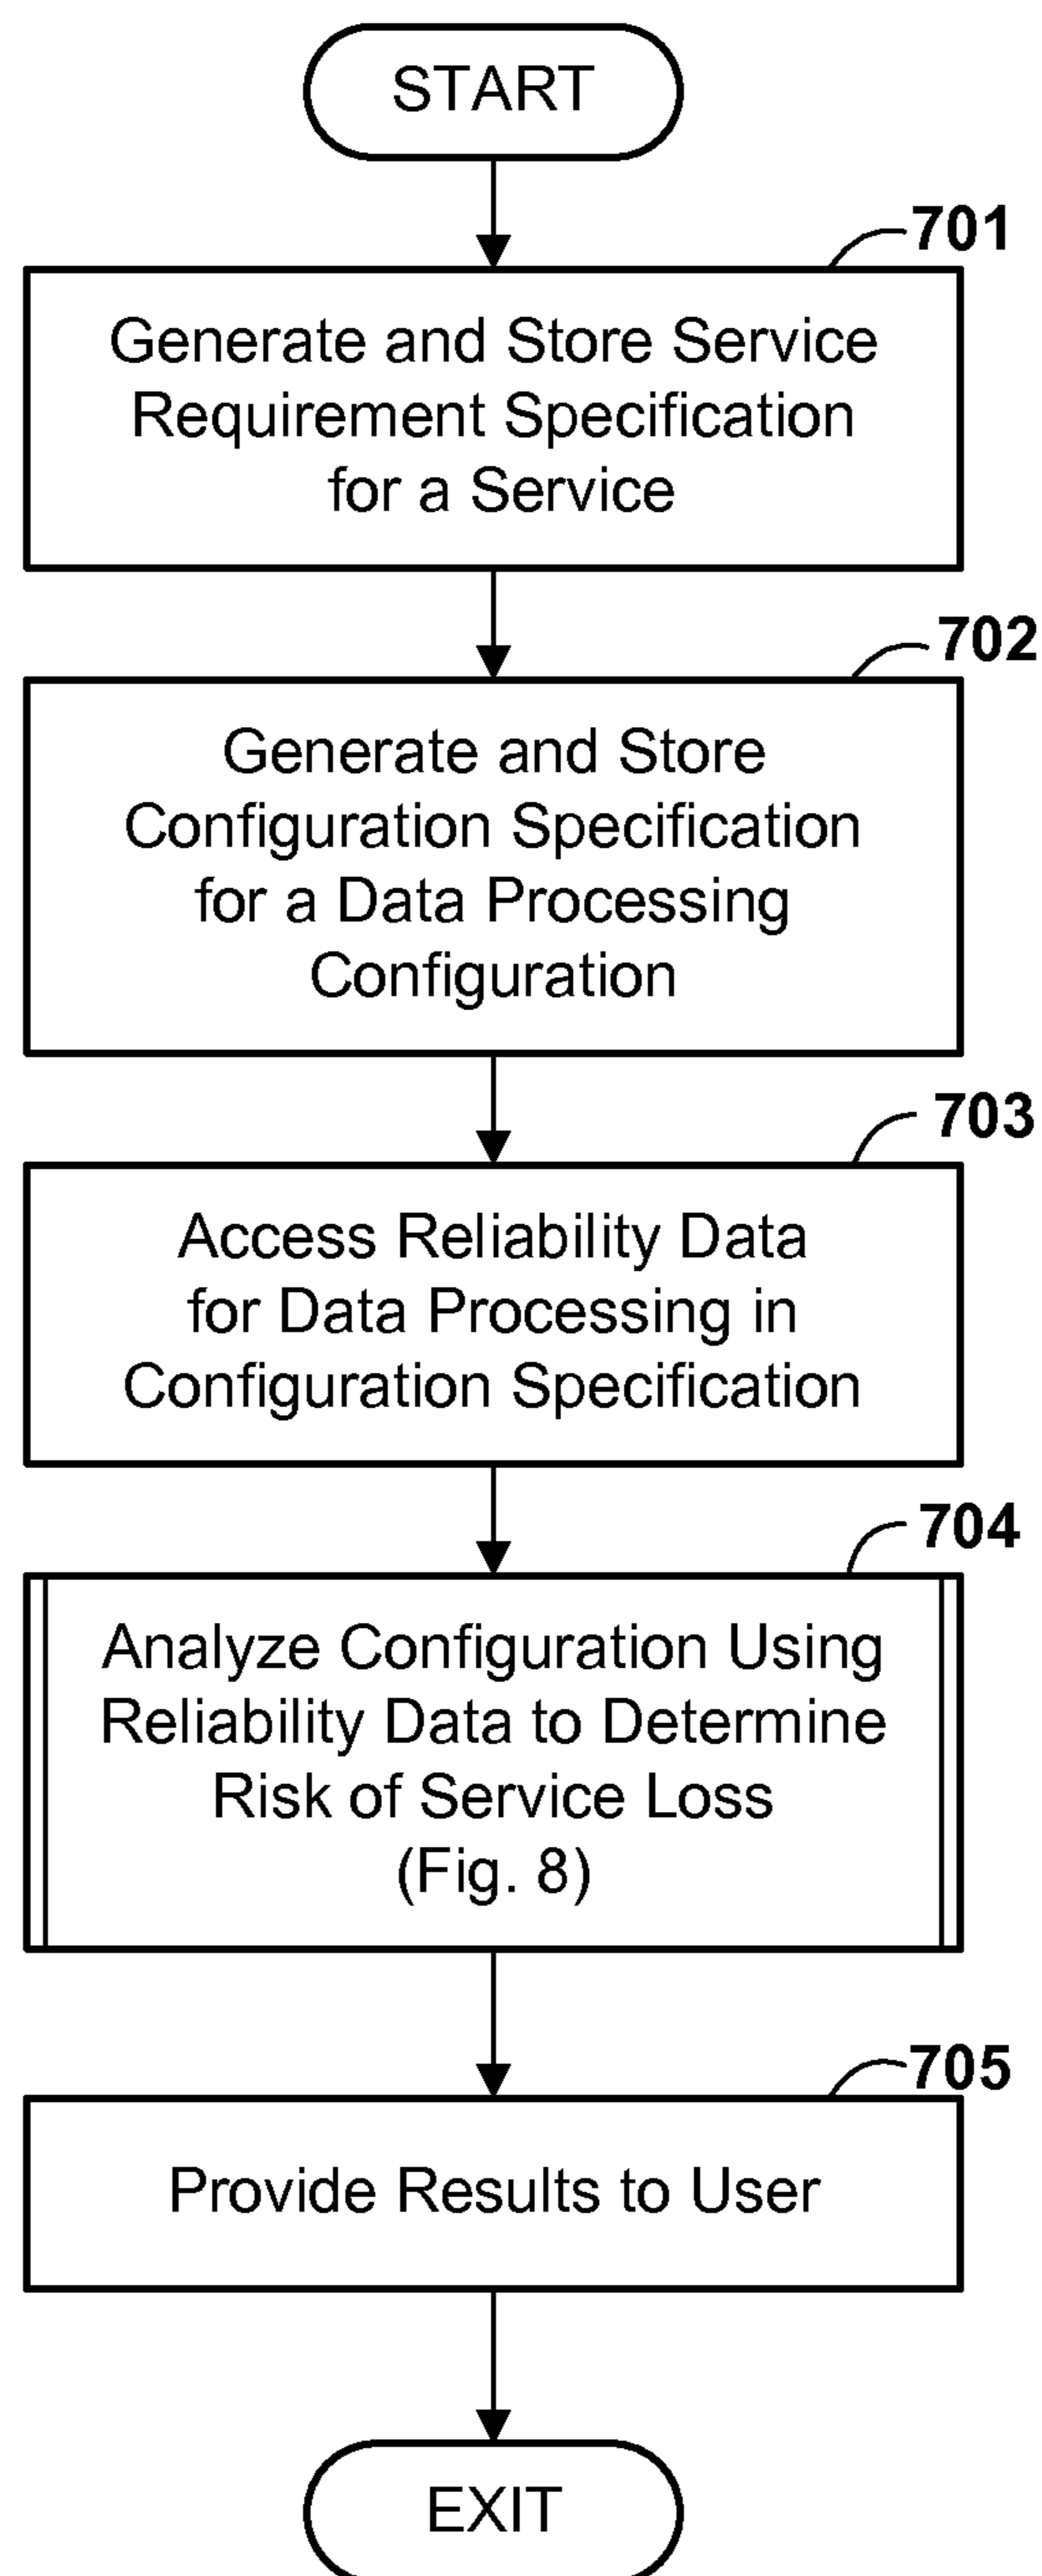 START
701
Generate and Store Service
Requirement Specification
for a Service
702
Generate and Store
Configuration Specification
for a Data Processing
Configuration
703
Access Reliability Data
for Data Processing in
Configuration Specification
704
Analyze Configuration Using
Reliability Data to Determine
Risk of Service Loss
(Fig. 8)
705
Provide Results to User
EXIT